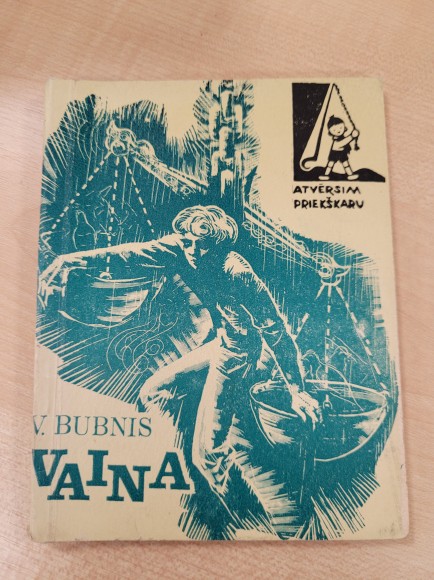 ATVĒRSIM
PRIEKŠKARU
V. BUBNIS
VAINA